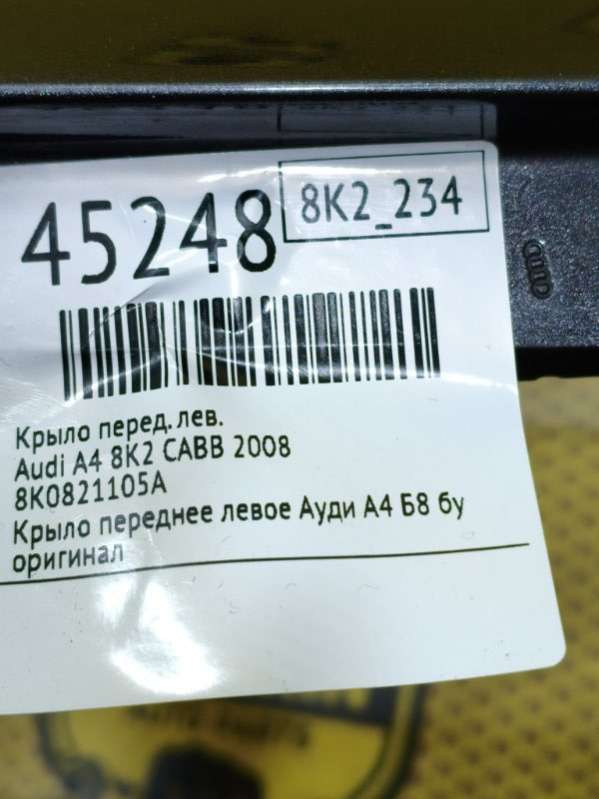 45248
8K2_234
Крыло перед. лев.
Audi A4 8K2 CABB 2008
8K0821105A
Крыло переднее левое Ауди А4 Б8 бу
оригинал